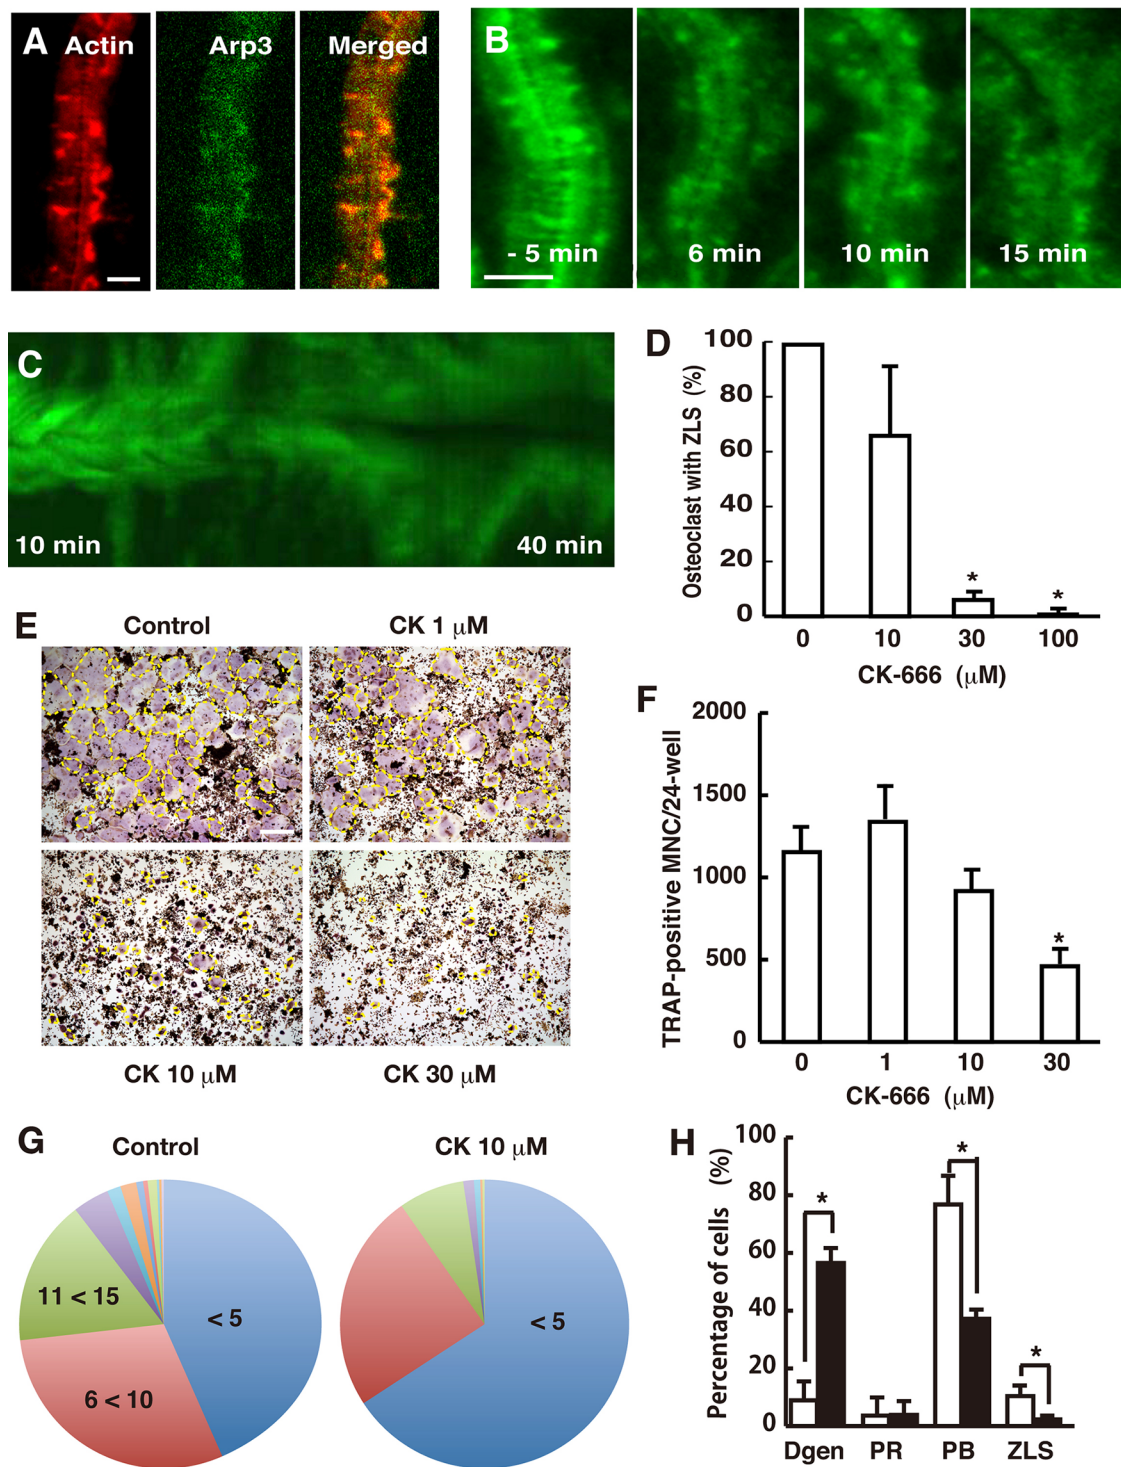 A Actin Arp3 Merged
B
- 5 min 6 min 10 min 15 min
C
10 min 40 min
D
Osteoclast with ZLS (%)
100
80
60
40
20
0
0 10 30 100
* *
CK-666 (μM)
E
Control CK 1 μM
CK 10 μM CK 30 μM
F
TRAP-positive MNC/24-well
2000
1500
1000
500
0
*
0 1 10 30
CK-666 (μM)
G
Control CK 10 μM
11 < 15
< 5
6 < 10
< 5
H
Percentage of cells (%)
100
80
60
40
20
0
* * *
Dgen PR PB ZLS